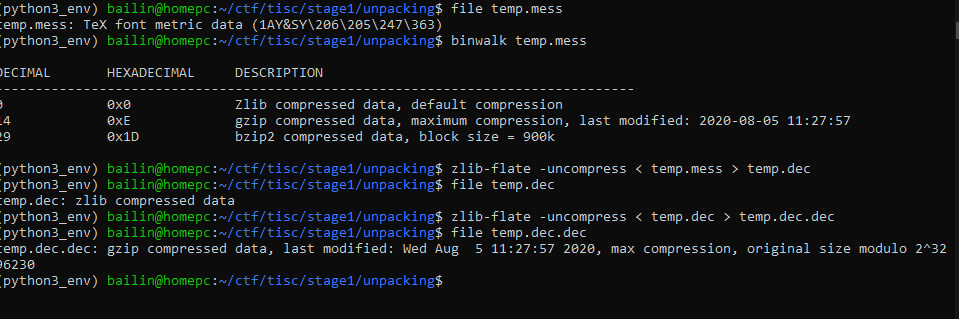 (python3_env) bailin@homepc:~/ctf/tisc/stage1/unpacking$ file temp.mess
temp.mess: TeX font metric data (1AY&SY\206\205\247\363)
(python3_env) bailin@homepc:~/ctf/tisc/stage1/unpacking$ binwalk temp.mess
DECIMAL HEXADECIMAL DESCRIPTION
--------------------------------------------------------------------------------
0 0x0 Zlib compressed data, default compression
14 0xE gzip compressed data, maximum compression, last modified: 2020-08-05 11:27:57
29 0x1D bzip2 compressed data, block size = 900k
(python3_env) bailin@homepc:~/ctf/tisc/stage1/unpacking$ zlib-flate -uncompress < temp.mess > temp.dec
(python3_env) bailin@homepc:~/ctf/tisc/stage1/unpacking$ file temp.dec
temp.dec: zlib compressed data
(python3_env) bailin@homepc:~/ctf/tisc/stage1/unpacking$ zlib-flate -uncompress < temp.dec > temp.dec.dec
(python3_env) bailin@homepc:~/ctf/tisc/stage1/unpacking$ file temp.dec.dec
temp.dec.dec: gzip compressed data, last modified: Wed Aug  5 11:27:57 2020, max compression, original size modulo 2^32
96230
(python3_env) bailin@homepc:~/ctf/tisc/stage1/unpacking$